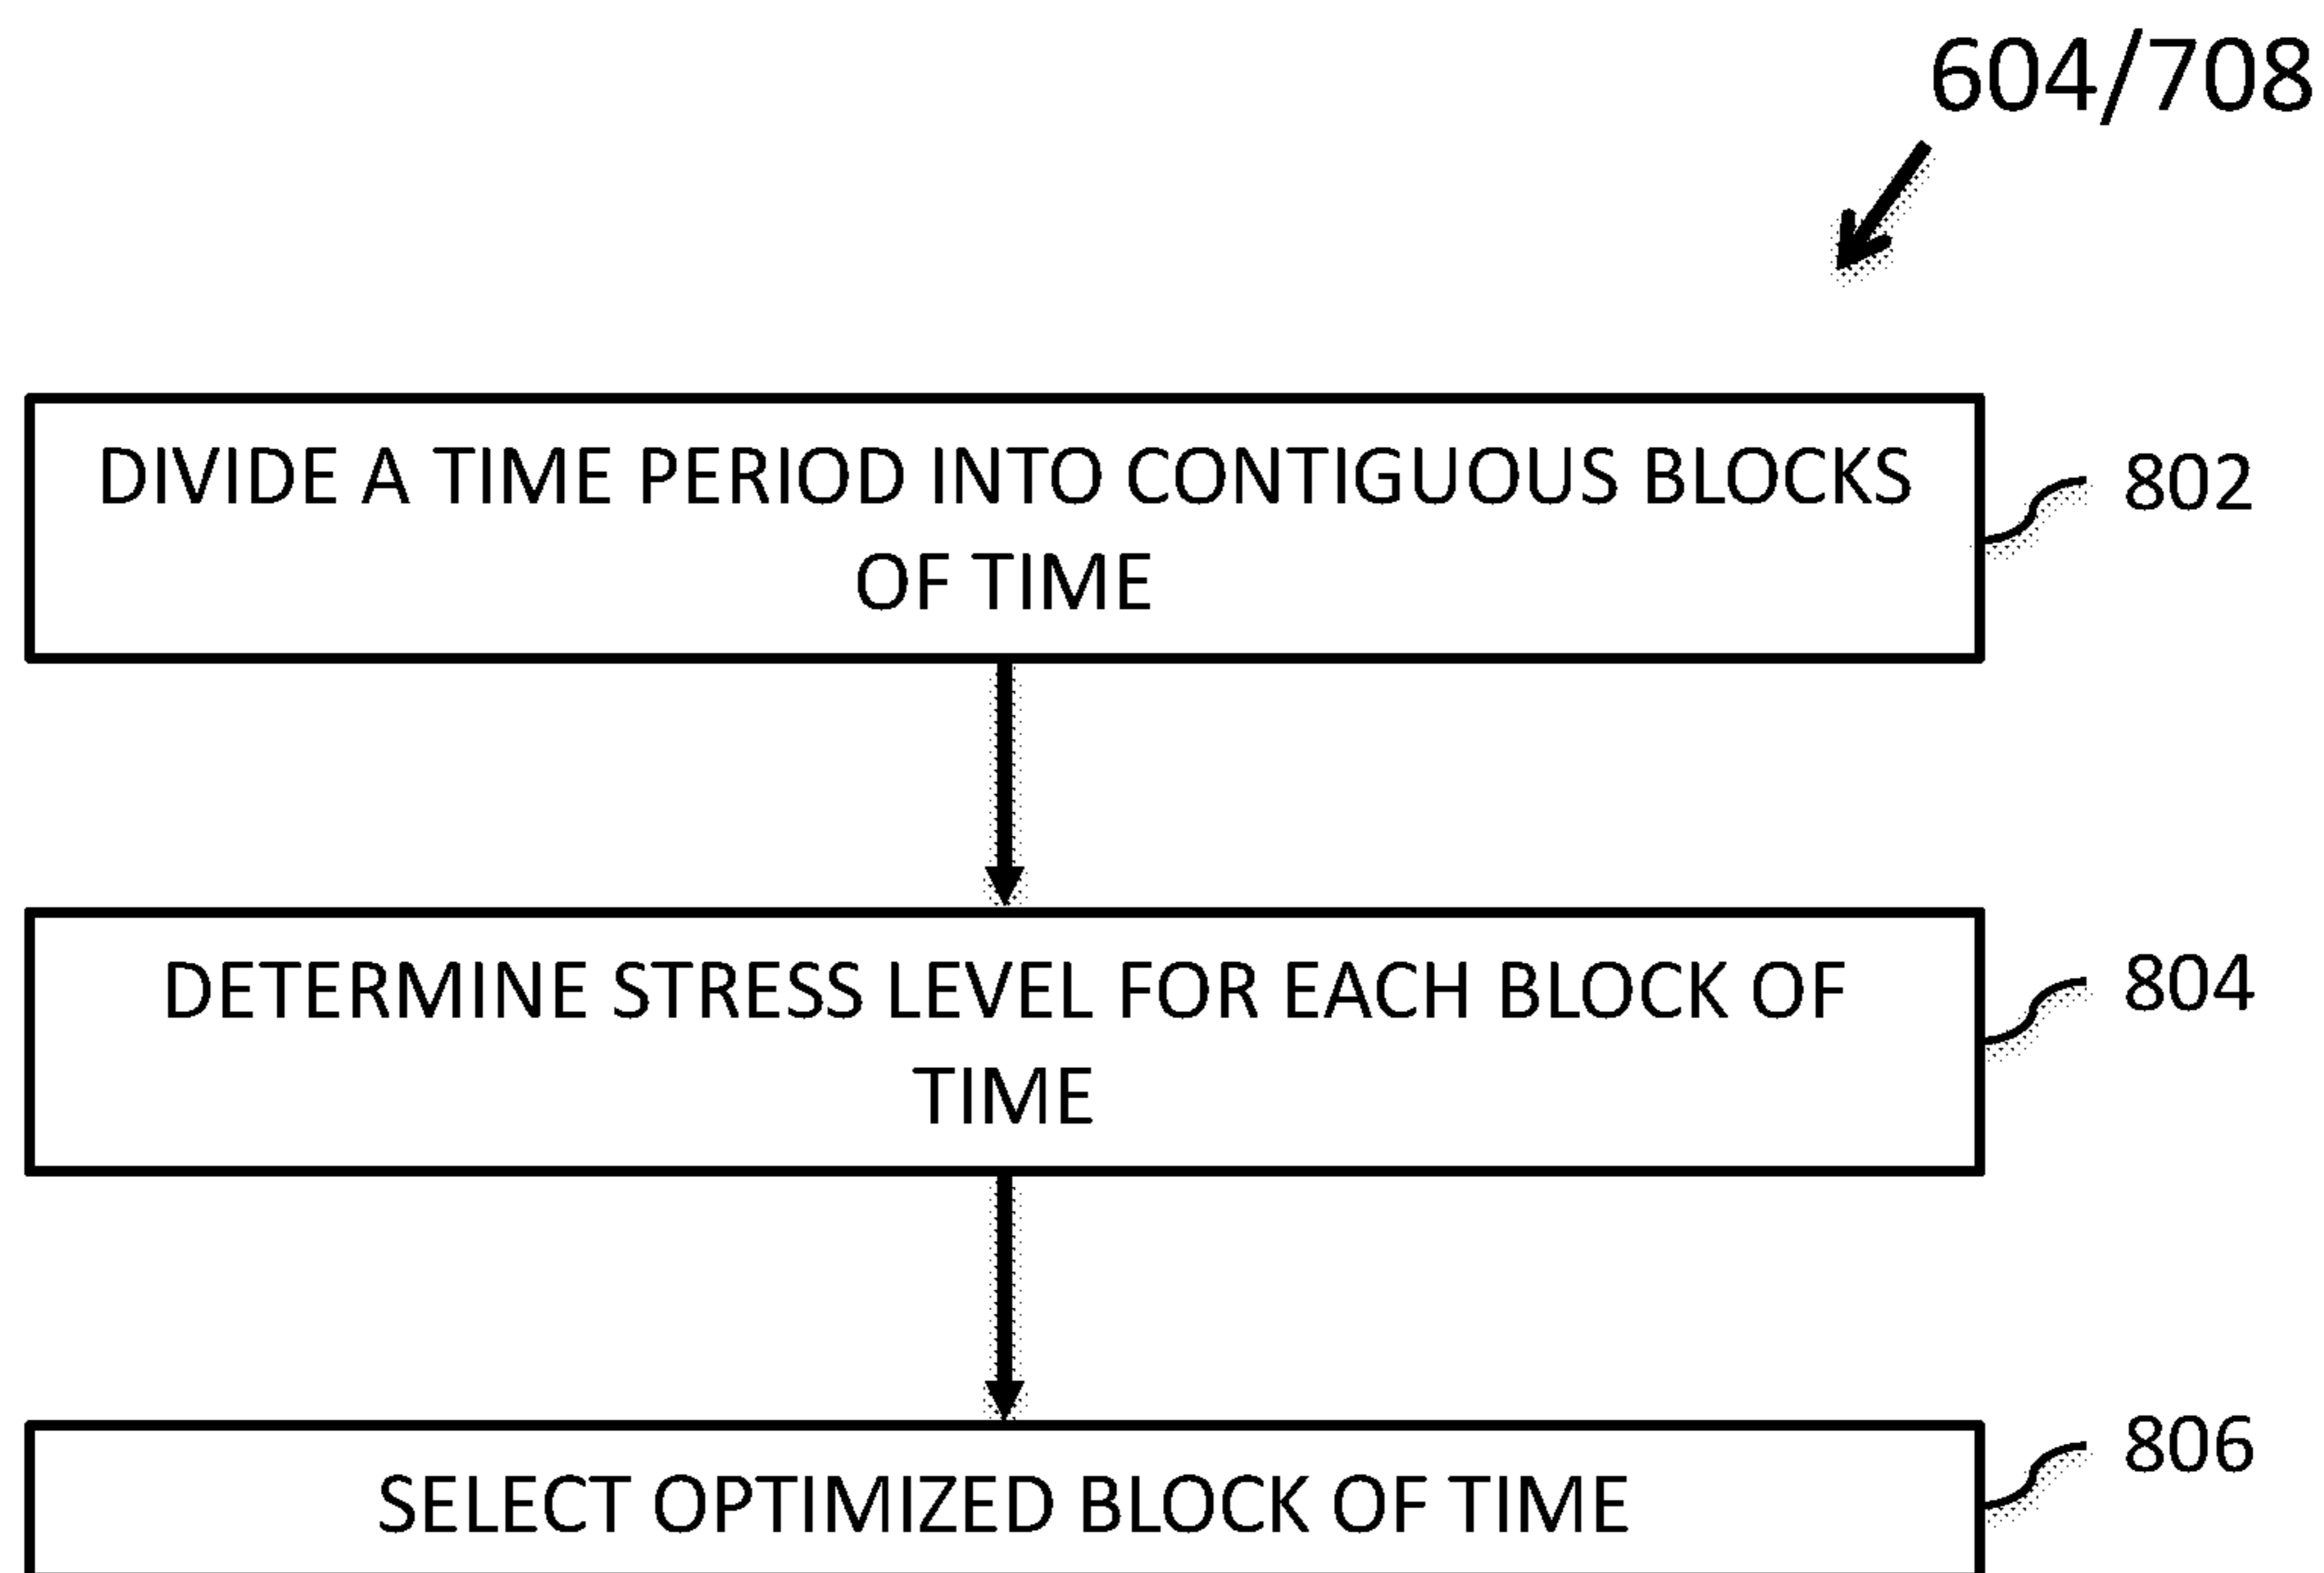 604/708
DIVIDE A TIME PERIOD INTO CONTIGUOUS BLOCKS
OF TIME
802
DETERMINE STRESS LEVEL FOR EACH BLOCK OF
TIME
804
SELECT OPTIMIZED BLOCK OF TIME
806